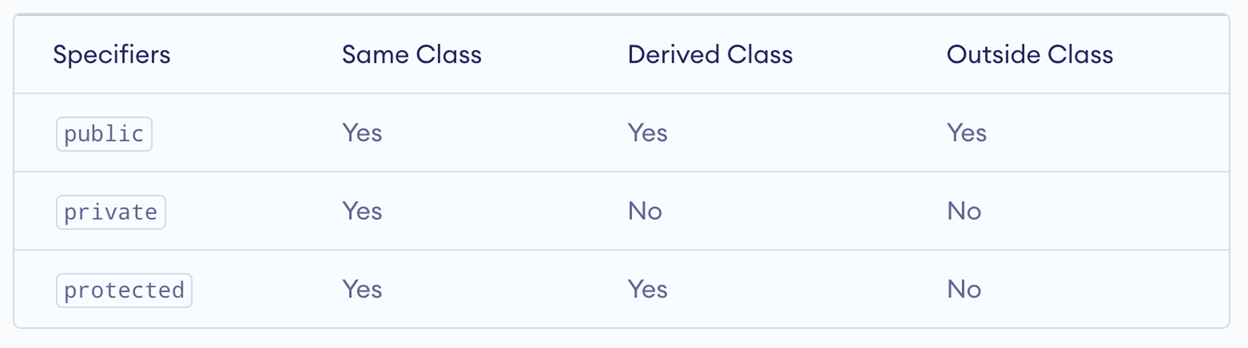 Specifiers Same Class Derived Class Outside Class
public Yes Yes Yes
private Yes No No
protected Yes Yes No